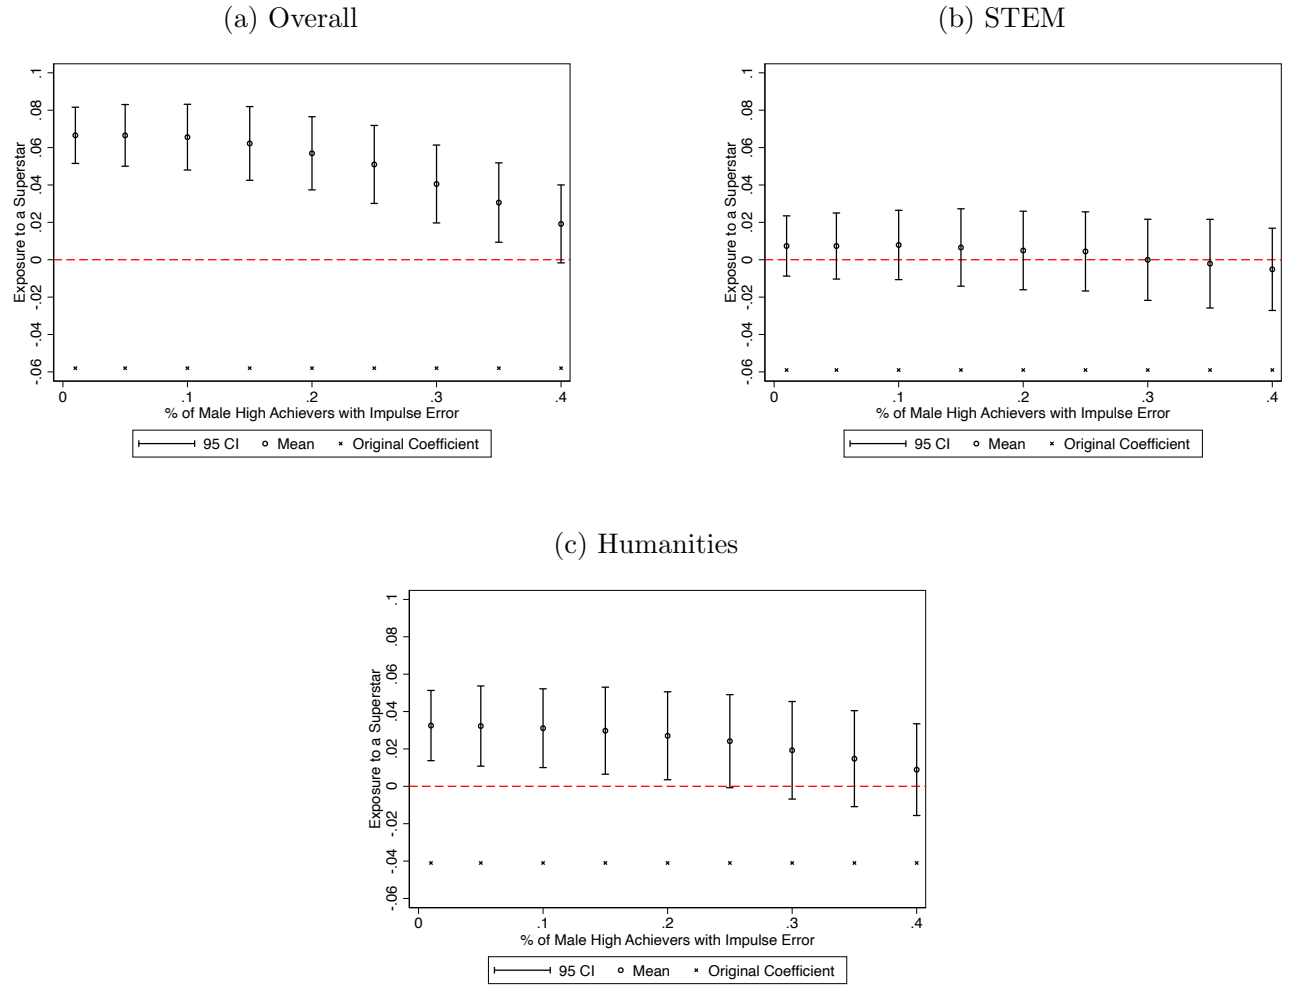 (a) Overall
Exposure to a Superstar
.1
.08
.06
.04
.02
0
-.02
-.04
-.06
0 .1 .2 .3 .4
% of Male High Achievers with Impulse Error
95 CI Mean Original Coefficient
(b) STEM
Exposure to a Superstar
.1
.08
.06
.04
.02
0
-.02
-.04
-.06
0 .1 .2 .3 .4
% of Male High Achievers with Impulse Error
95 CI Mean Original Coefficient
(c) Humanities
Exposure to a Superstar
.1
.08
.06
.04
.02
0
-.02
-.04
-.06
0 .1 .2 .3 .4
% of Male High Achievers with Impulse Error
95 CI Mean Original Coefficient